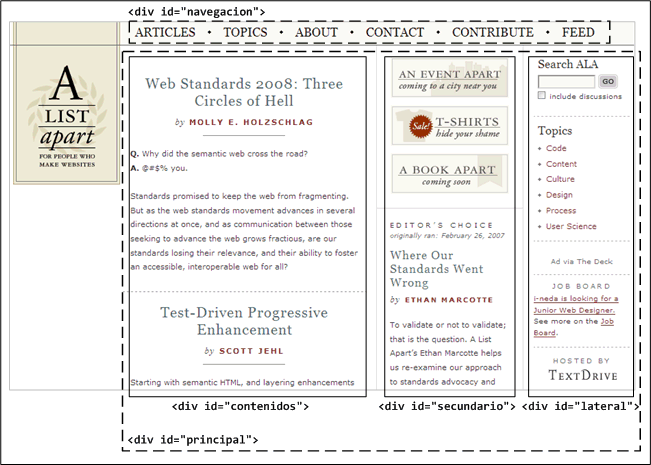 <div id="navegacion">
ARTICLES • TOPICS • ABOUT • CONTACT • CONTRIBUTE • FEED
A
LIST
apart
FOR PEOPLE WHO
MAKE WEBSITES
Web Standards 2008: Three
Circles of Hell
by MOLLY E. HOLZSCHLAG
Q. Why did the semantic web cross the road?
A. @#$% you.
Standards promised to keep the web from fragmenting.
But as the web standards movement advances in several
directions at once, and as communication between those
seeking to advance the web grows fractious, are our
standards losing their relevance, and their ability to foster
an accessible, interoperable web for all?
Test-Driven Progressive
Enhancement
by SCOTT JEHL
Starting with semantic HTML, and layering enhancements
<div id="contenidos">
AN EVENT APART
coming to a city near you
Sale! T-SHIRTS
hide your shame
A BOOK APART
coming soon
EDITOR'S CHOICE
originally ran: February 26, 2007
Where Our
Standards Went
Wrong
by ETHAN MARCOTTE
To validate or not to validate;
that is the question. A List
Apart's Ethan Marcotte helps
us re-examine our approach
to standards advocacy and
<div id="secundario">
Search ALA
GO
include discussions
Topics
Code
Content
Culture
Design
Process
User Science
Ad via The Deck
JOB BOARD
i-neda is looking for a
Junior Web Designer.
See more on the Job
Board.
HOSTED BY
TEXTDRIVE
<div id="lateral">
<div id="principal">